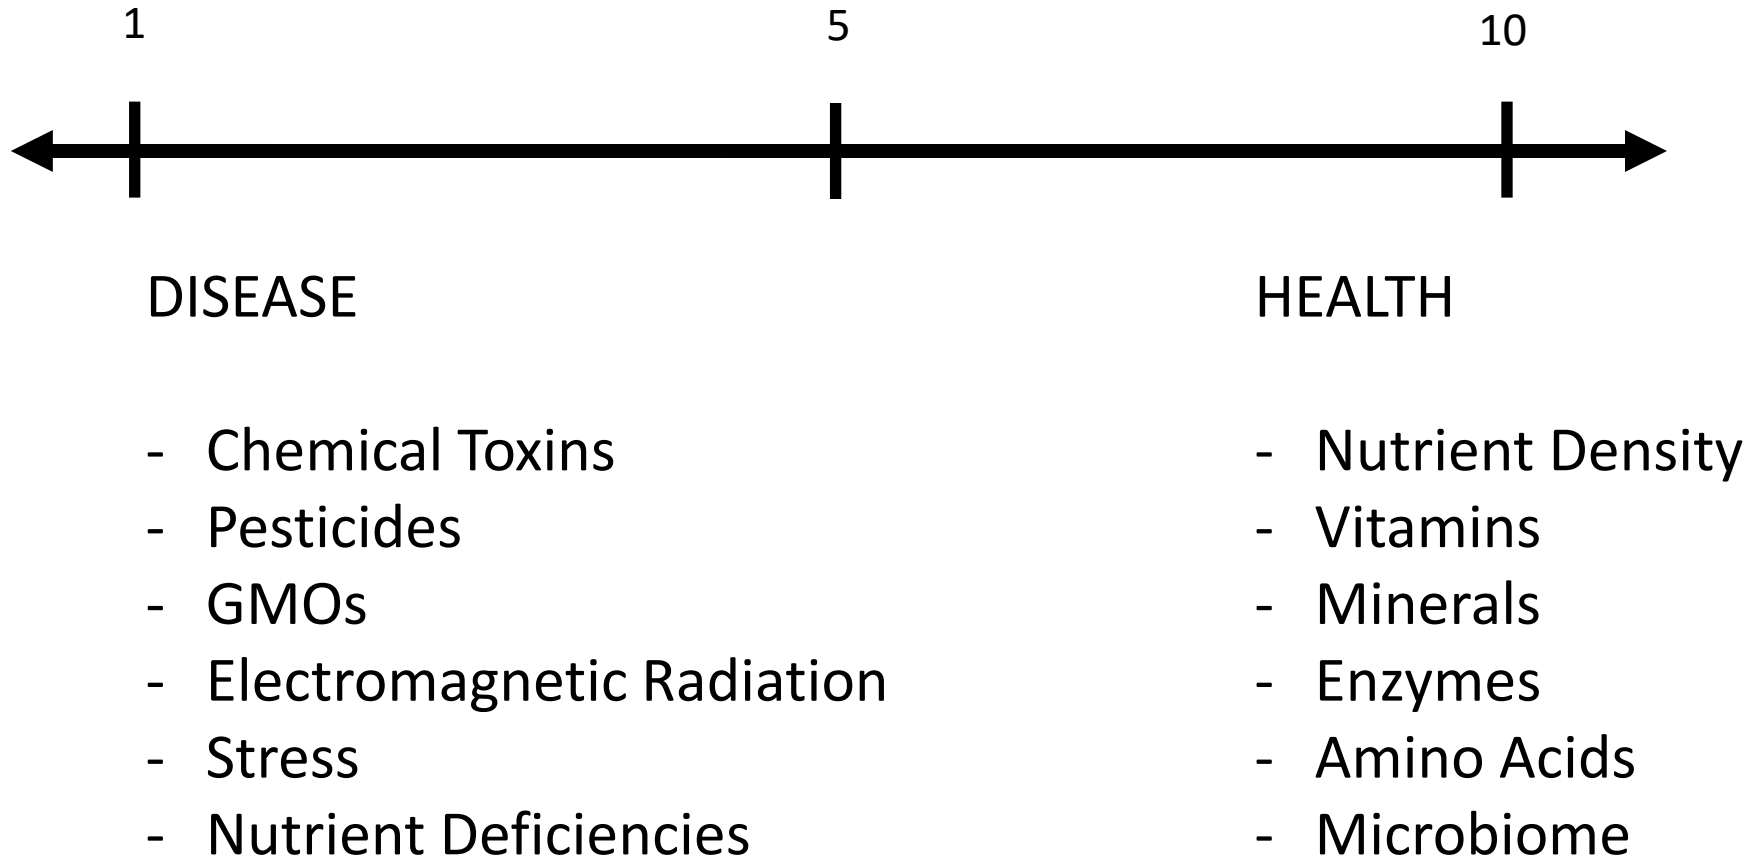 1
5
10
DISEASE
- Chemical Toxins
- Pesticides
- GMOs
- Electromagnetic Radiation
- Stress
- Nutrient Deficiencies
HEALTH
- Nutrient Density
- Vitamins
- Minerals
- Enzymes
- Amino Acids
- Microbiome